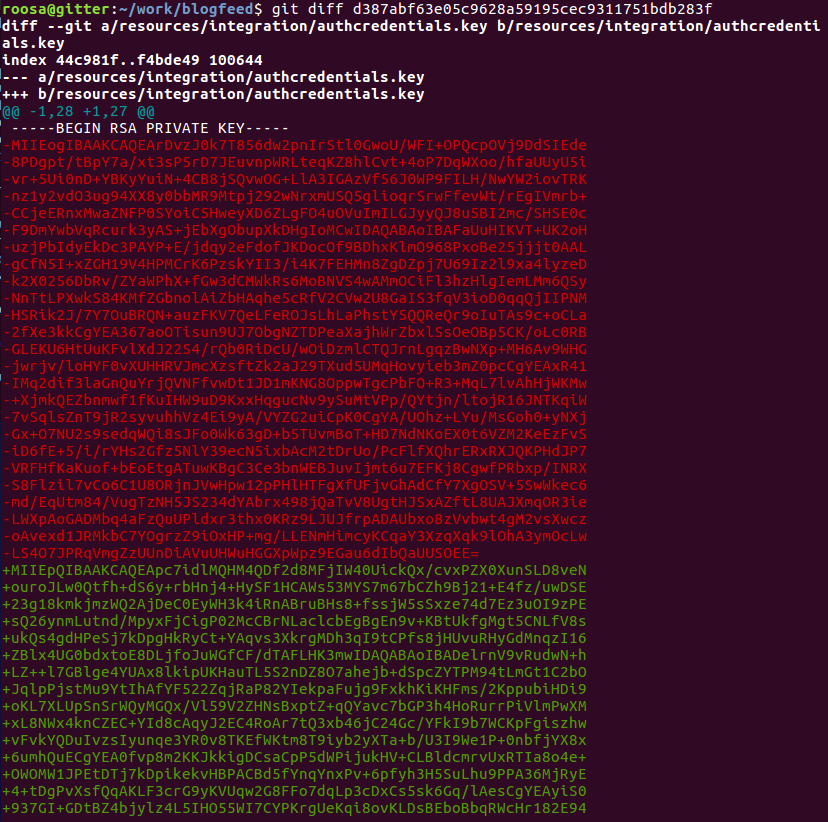 roosa@gitter:~/work/blogfeed$ git diff d387abf63e05c9628a59195cec9311751bdb283f
diff --git a/resources/integration/authcredentials.key b/resources/integration/authcredenti
als.key
index 44c981f..f4bde49 100644
--- a/resources/integration/authcredentials.key
+++ b/resources/integration/authcredentials.key
@@ -1,28 +1,27 @@
-----BEGIN RSA PRIVATE KEY-----
-MIIEogIBAAKCAQEArDvzJ0k7T856dw2pnIrStl0GwoU/WFI+OPQcpOVj9DdSIEde
-8PDgpt/tBpY7a/xt3sP5rD7JEuvnpWRLteqKZ8hlCvt+4oP7DqWXoo/hfaUUyU5i
-vr+5Ui0nD+YBKyYuiN+4CB8jSQvwOG+LlA3IGAzVf56J0WP9FILH/NwYW2iovTRK
-nz1y2vdO3ug94XX8y0bbMR9Mtpj292wNrxmUSQ5glioqrSrwFfevWt/rEgIVmrb+
-CCjeERnxMwaZNFP0SYoiC5HweyXD6ZLgFO4uOVuImILGJyyQJ8u5BI2mc/SHSE0c
-F9DmYwbVqRcurk3yAS+jEbXgObupXkDHgIoMCwIDAQABAoIBAFaUuHIKVT+UK2oH
-uzjPbIdyEkDc3PAYP+E/jdqy2eFdofJKDocOf9BDhxKlmO968PxoBe25jjjt0AAL
-gCfN5I+xZGH19V4HPMCrK6PzskYII3/i4K7FEHMn8ZgDZpj7U69Iz2l9xa4lyzeD
-k2X0256DbRv/ZYaWPhX+fGw3dCMWkRs6MoBNVS4wAMmOCiFl3hzHlgIemLMm6QSy
-NnTtLPXwkS84KMfZGbnolAiZbHAqhe5cRfV2CVw2U8GaIS3fqV3ioD0qqQjIIPNM
-HSRik2J/7Y7OuBRQN+auzFKV7QeLFeROJsLhLaPhstY5QQReQr9oIuTAs9c+oCLa
-2fXe3kkCgYEA367aoOTisun9UJ7ObgNZTDPeaXajhWrZbxlSsOeOBp5CK/oLc0RB
-GLEKU6HtUuKFvlXdJ22S4/rQb0RiDcU/wOiDzmlCTQJrnLgqzBwNXp+MH6Av9WHG
-jwrjv/loHYF0vXUHHRVJmcXzsftZk2aJ29TXud5UMqHovyieb3mZ0pcCgYEAxR41
-IMq2dif3laGnQuYrjQVNFfvwDt1JD1mKNG8OppwTgcPbFO+R3+MqL7lvAhHjWKMw
-+XjmkQEZbnmwf1fKuIHW9uD9KxxHqgucNv9ySuMtVPp/QYtjn/ltojR16JNTKqiW
-7vSqlsZnT9jR2syvuhhVz4Ei9yA/VYZG2uiCpK0CgYA/UOhz+LYu/MsGoh0+yNXj
-Gx+O7NU2s9sedqWQi8sJFo0Wk63gD+b5TUvmBoT+HD7NdNKoEX0t6VZM2KeEzFvS
-iD6fE+5/i/rYHs2Gfz5NlY39ecN5ixbAcM2tDrUo/PcFlfXQhrERxRXJQKPHdJP7
-VRFHfKaKuof+bEoEtgATuwKBgC3Ce3bnWEBJuvIjmt6u7EFKj8CgwfPRbxp/INRX
-S8Flzil7vCo6C1U8ORjnJVwHpw12pPHlHTFgXfUFjvGhAdCfY7XgOSV+5SwWkec6
-md/EqUtm84/VugTzNH5JS234dYAbrx498jQaTvV8UgtHJSxAZftL8UAJXmqOR3ie
-LWXpAoGADMbq4aFzQuUPldxr3thx0KRz9LJUJfrpADAUbxo8zVvbwt4gM2vsXwcz
-oAvexd1JRMkbC7YOgrzZ9iOxHP+mg/LLENmHimcyKCqaY3XzqXqk9lOhA3ymOcLw
-LS4O7JPRqVmgZzUUnDiAVuUHWuHGGXpWpz9EGau6dIbQaUUSOEE=
+MIIEpQIBAAKCAQEApc7idlMQHM4QDf2d8MFjIW40UickQx/cvxPZX0XunSLD8veN
+ouroJLw0Qtfh+dS6y+rbHnj4+HySF1HCAWs53MYS7m67bCZh9Bj21+E4fz/uwDSE
+23g18kmkjmzWQ2AjDeC0EyWH3k4iRnABruBHs8+fssjW5sSxze74d7Ez3uOI9zPE
+sQ26ynmLutnd/MpyxFjCigP02McCBrNLaclcbEgBgEn9v+KBtUkfgMgt5CNLfV8s
+ukQs4gdHPeSj7kDpgHkRyCt+YAqvs3XkrgMDh3qI9tCPfs8jHUvuRHyGdMnqzI16
+ZBlx4UG0bdxtoE8DLjfoJuWGfCF/dTAFLHK3mwIDAQABAoIBADelrnV9vRudwN+h
+LZ++l7GBlge4YUAx8lkipUKHauTL5S2nDZ8O7ahejb+dSpcZYTPM94tLmGt1C2bO
+JqlpPjstMu9YtIhAfYF522ZqjRaP82YIekpaFujg9FxkhKiKHFms/2KppubiHDi9
+oKL7XLUpSnSrWQyMGQx/Vl59V2ZHNsBxptZ+qQYavc7bGP3h4HoRurrPiVlmPwXM
+xL8NWx4knCZEC+YId8cAqyJ2EC4RoAr7tQ3xb46jC24Gc/YFkI9b7WCKpFgiszhw
+vFvkYQDuIvzsIyunqe3YR0v8TKEfWKtm8T9iyb2yXTa+b/U3I9We1P+0nbfjYX8x
+6umhQuECgYEA0fvp8m2KKJkkigDCsaCpP5dWPijukHV+CLBldcmrvUxRTIa8o4e+
+OWOMW1JPEtDTj7kDpikekvHBPACBd5fYnqYnxPv+6pfyh3H5SuLhu9PPA36MjRyE
+4+tDgPvXsfQqAKLF3crG9yKVUqw2G8FFo7dqLp3cDxCs5sk6Gq/lAesCgYEAyiS0
+937GI+GDtBZ4bjylz4L5IHO55WI7CYPKrgUeKqi8ovKLDsBEboBbqRWcHr182E94